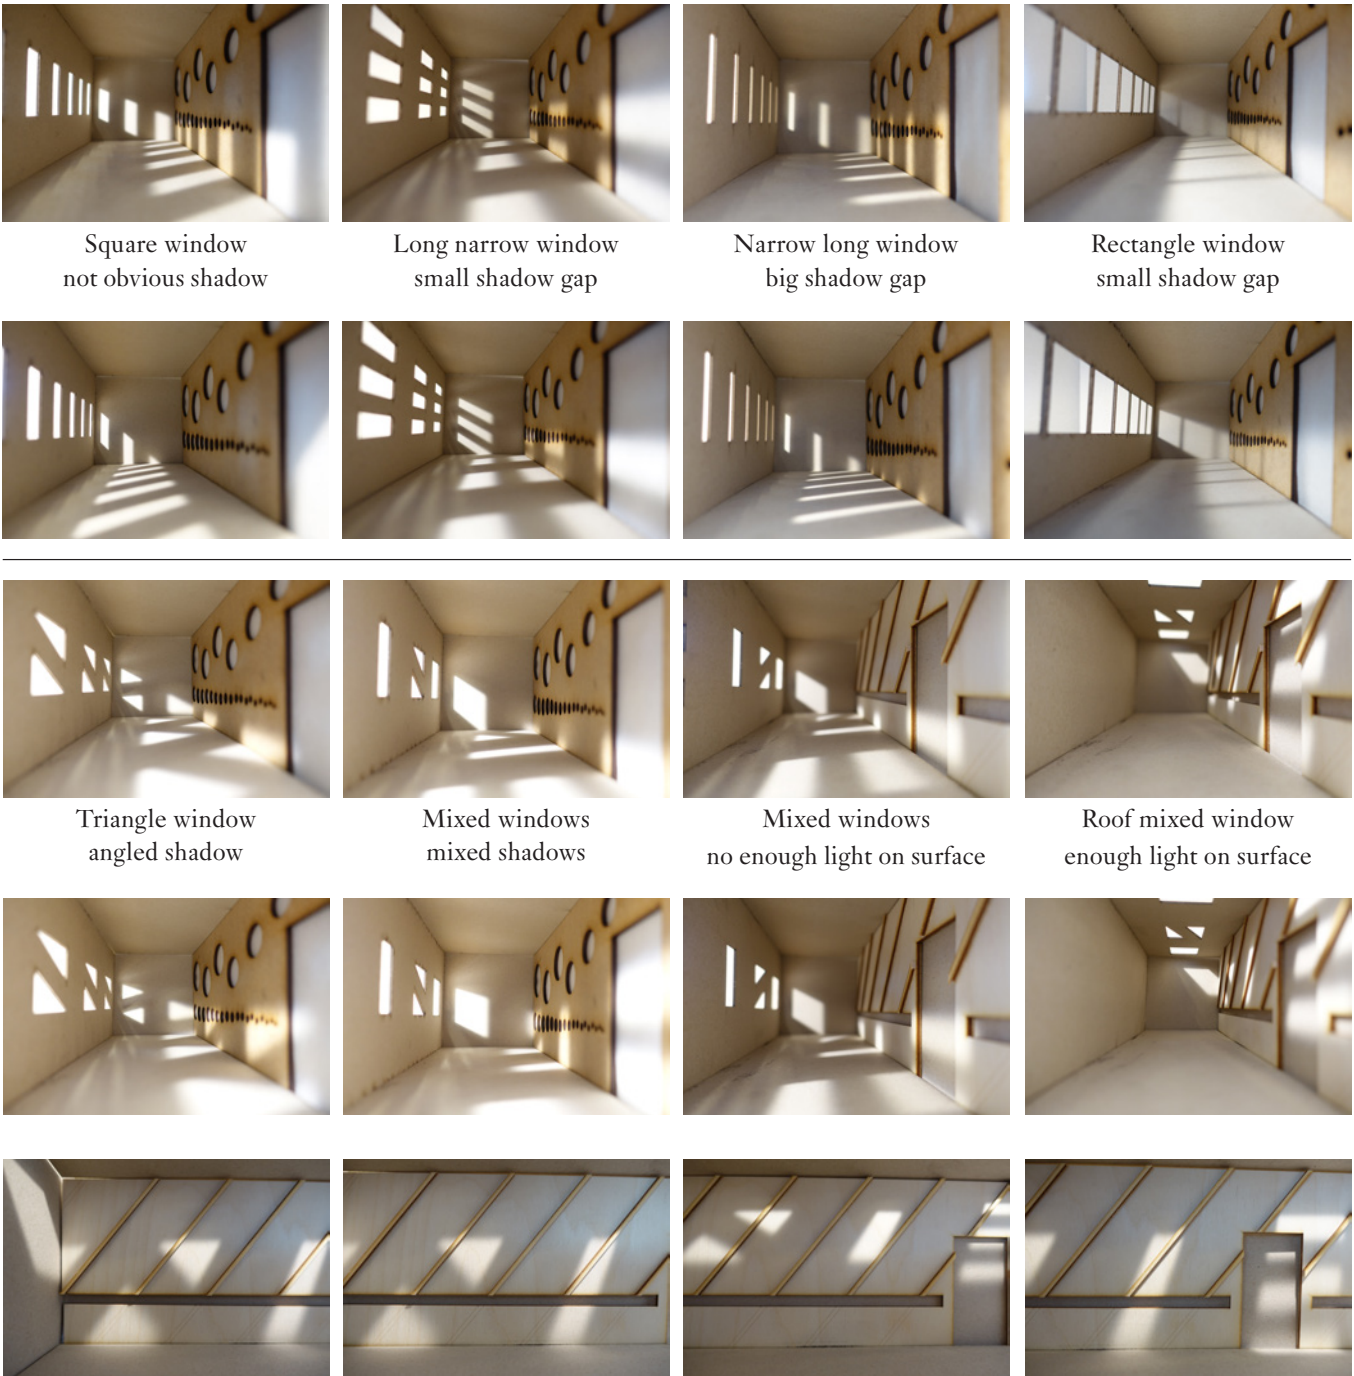 Square window
not obvious shadow
Long narrow window
small shadow gap
Narrow long window
big shadow gap
Rectangle window
small shadow gap
Triangle window
angled shadow
Mixed windows
mixed shadows
Mixed windows
no enough light on surface
Roof mixed window
enough light on surface